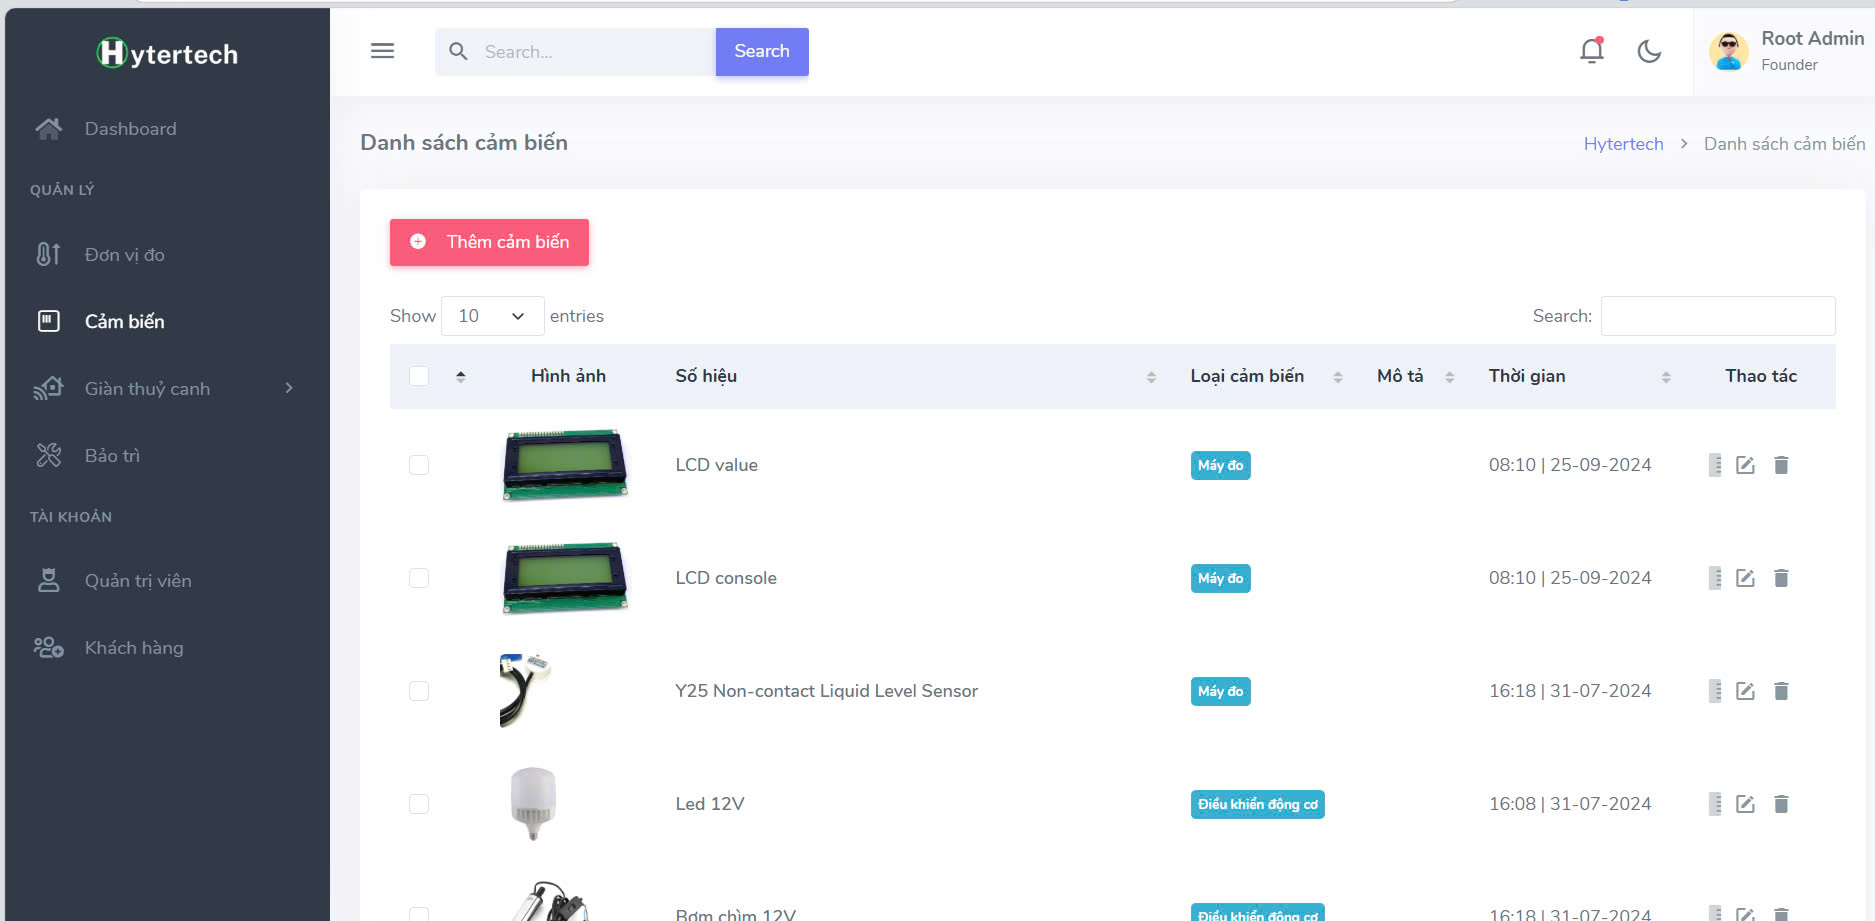 Hytertech
Search...
Search
Root Admin
Founder
Dashboard
QUẢN LÝ
Đơn vị đo
Cảm biến
Giàn thuỷ canh
Bảo trì
TÀI KHOẢN
Quản trị viên
Khách hàng
Danh sách cảm biến
Hytertech > Danh sách cảm biến
Thêm cảm biến
Show 10 entries
Search:
Hình ảnh Số hiệu Loại cảm biến Mô tả Thời gian Thao tác
LCD value Máy đo 08:10 | 25-09-2024
LCD console Máy đo 08:10 | 25-09-2024
Y25 Non-contact Liquid Level Sensor Máy đo 16:18 | 31-07-2024
Led 12V Điều khiển động cơ 16:08 | 31-07-2024
Bơm chìm 12V Điều khiển động cơ 16:18 | 31-07-2024